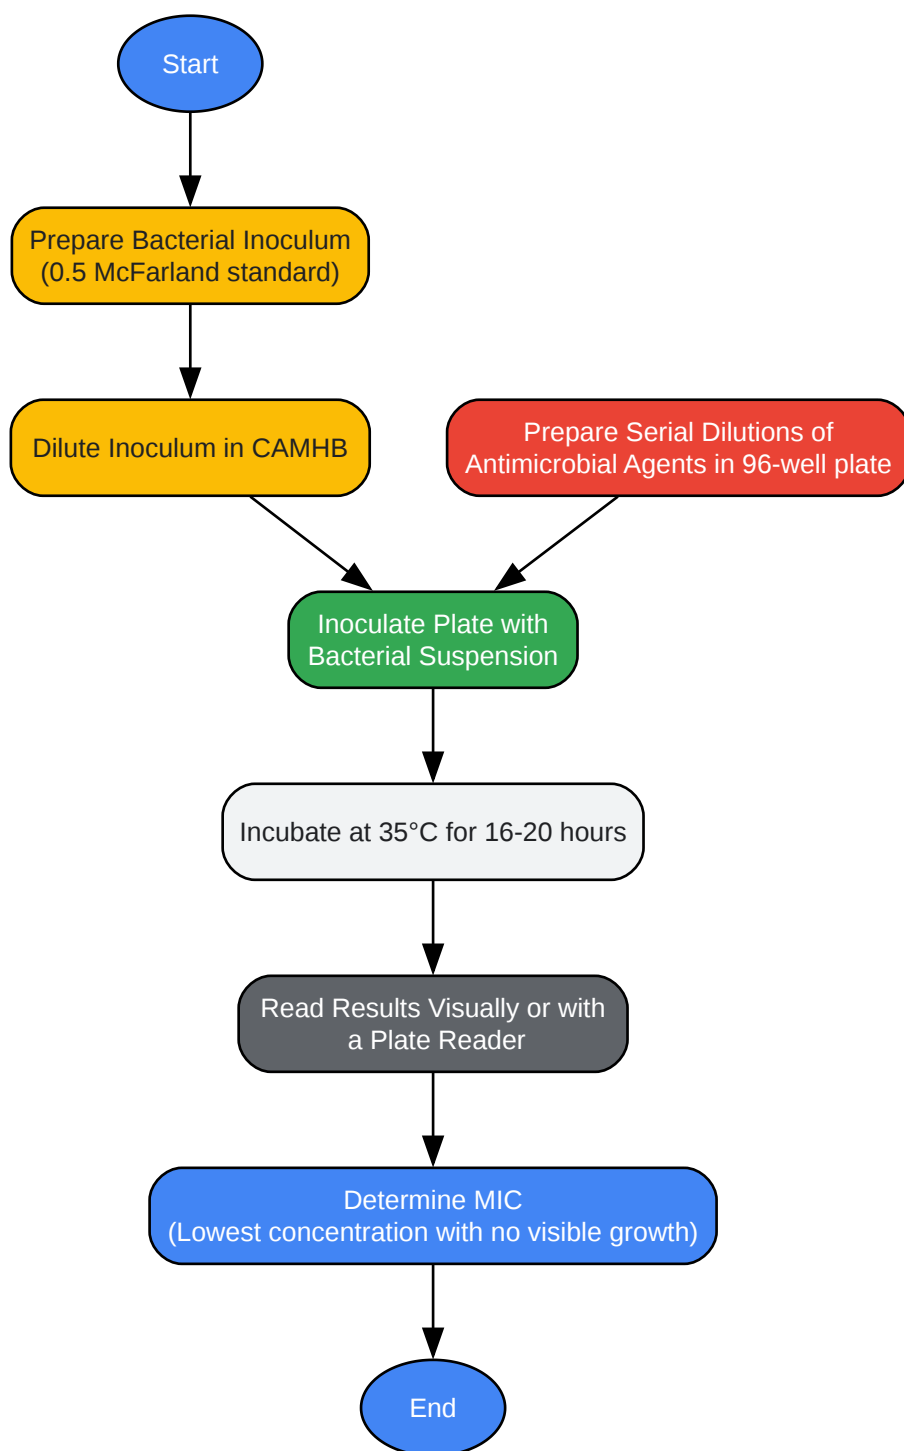 Start
Prepare Bacterial Inoculum
(0.5 McFarland standard)
Dilute Inoculum in CAMHB
Prepare Serial Dilutions of
Antimicrobial Agents in 96-well plate
Inoculate Plate with
Bacterial Suspension
Incubate at 35°C for 16-20 hours
Read Results Visually or with
a Plate Reader
Determine MIC
(Lowest concentration with no visible growth)
End